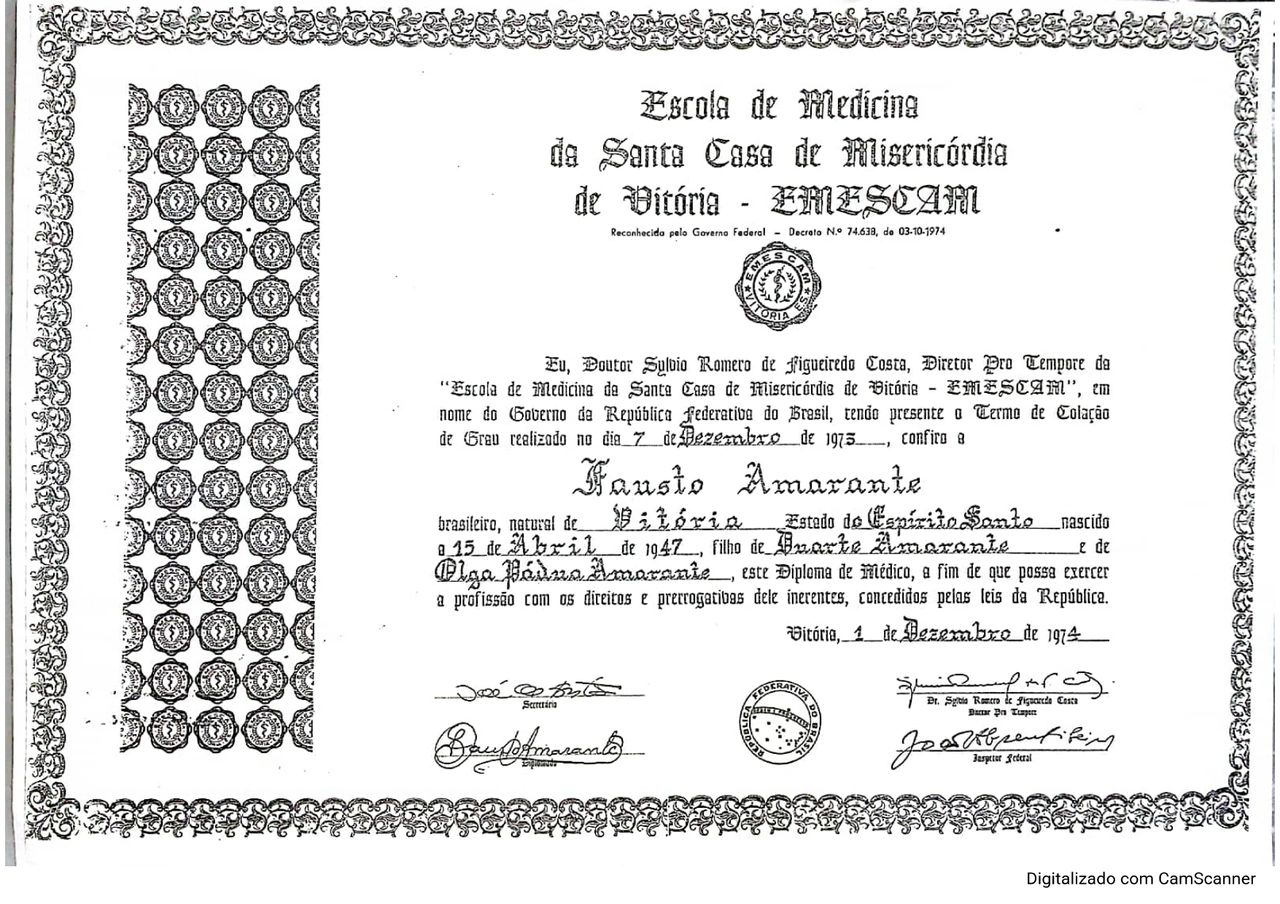 Escola de Medicina
da Santa Casa de Misericórdia
de Vitória - EMESCAM
Reconhecida pelo Governo Federal – Decreto N.º 74.638, de 03-10-1974
EMESCAM
VITORIA ES.
Eu, Doutor Sylvio Romero de Figueiredo Costa, Diretor Pro Tempore da
"Escola de Medicina da Santa Casa de Misericórdia de Vitória - EMESCAM", em
nome do Governo da República Federativa do Brasil, tendo presente o Termo de Colação
de Grau realizado no dia 7 de Dezembro de 1973, confiro a
Fausto Amarante
brasileiro, natural de Vitória Estado do Espírito Santo nascido
a 15 de Abril de 1947, filho de Duarte Amarante e de
Olga Pádua Amarante, este Diploma de Médico, a fim de que possa exercer
a profissão com os direitos e prerrogativas dele inerentes, concedidos pelas leis da República.
Vitória, 1 de Dezembro de 1974
Secretário
Dr. Sylvio Romero de Figueiredo Costa
Diretor Pro Tempore
REPUBLICA FEDERATIVA DO BRASIL
Fausto Amarante
Diplomado
Inspetor Federal
Digitalizado com CamScanner